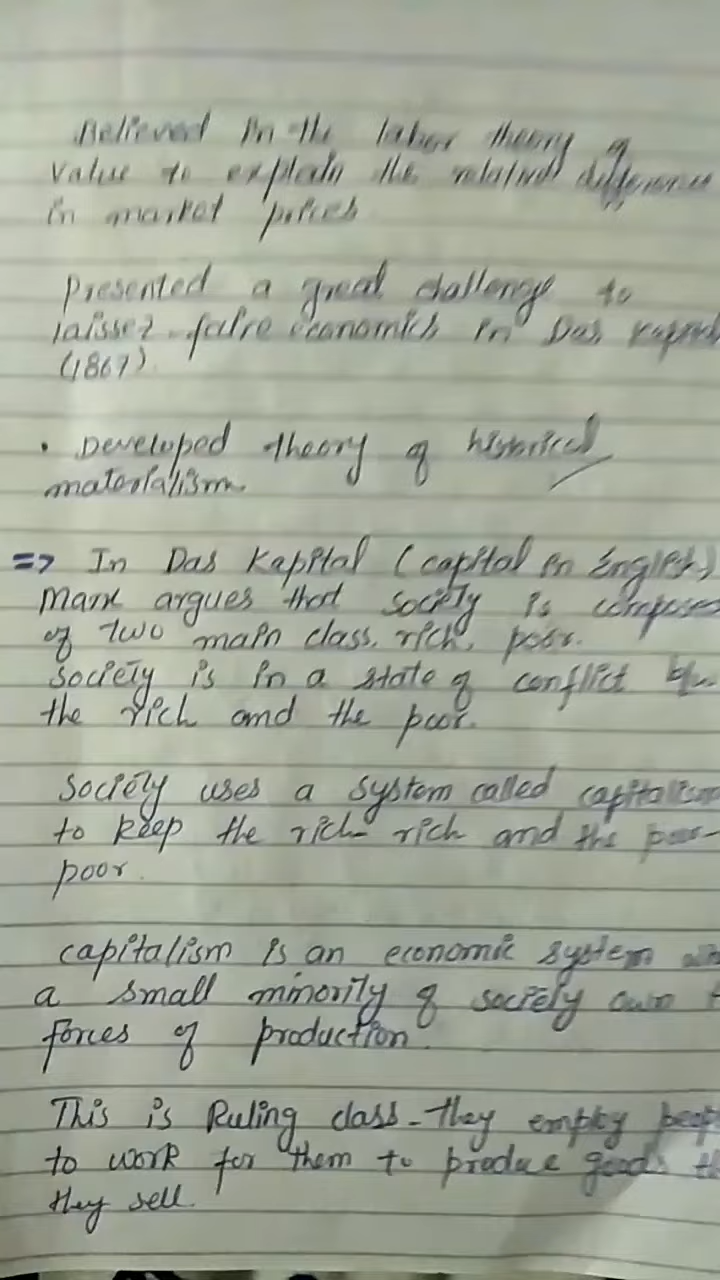 Believed in the labor theory of
value to explain the relative differences
in market prices
Presented a great challenge to
laissez-faire economics in Das Kapital
(1867).
• Developed theory of historical
materialism
=> In Das Kapital (capital in English)
Marx argues that society is composes
of two main class, rich, poor.
Society is in a state of conflict b/w
the rich and the poor.
Society uses a system called capitalism
to keep the rich rich and the poor-
poor.
capitalism is an economic system
a small minority of society own
forces of production.
This is Ruling class-they employ
to work for them to produce goods
they sell.